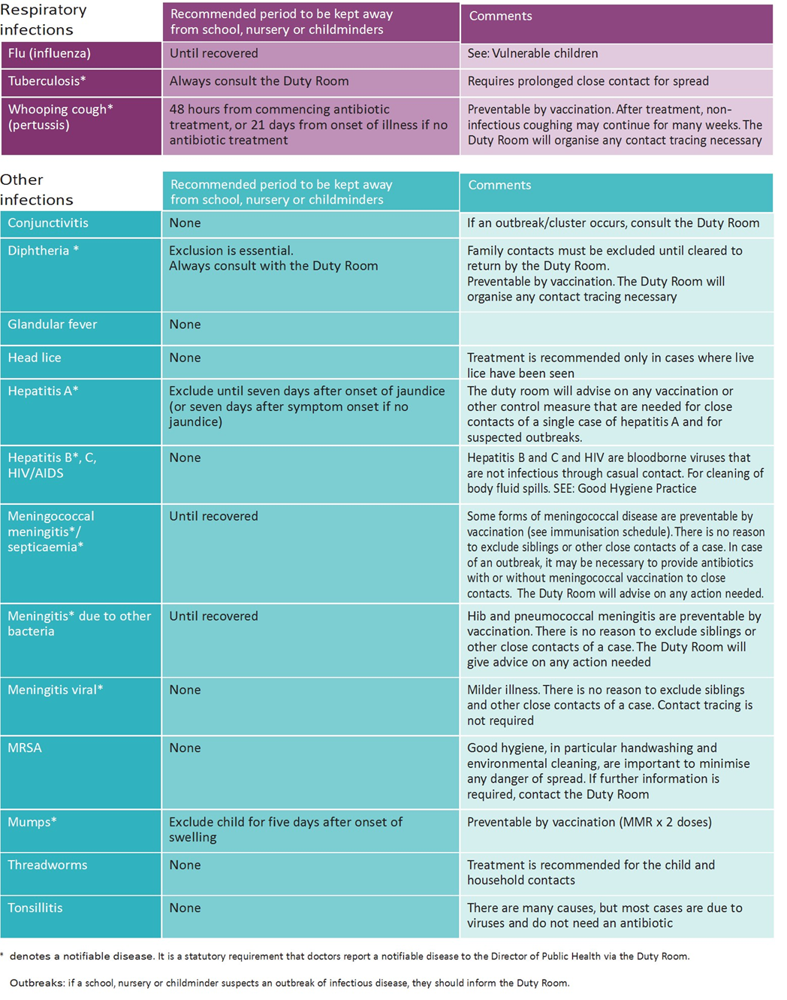 Respiratory
infections
Recommended period to be kept away
from school, nursery or childminders
Comments
Flu (influenza)
Until recovered
See: Vulnerable children
Tuberculosis*
Always consult the Duty Room
Requires prolonged close contact for spread
Whooping cough*
(pertussis)
48 hours from commencing antibiotic
treatment, or 21 days from onset of illness if no
antibiotic treatment
Preventable by vaccination. After treatment, non-
infectious coughing may continue for many weeks. The
Duty Room will organise any contact tracing necessary
Other
infections
Recommended period to be kept away
from school, nursery or childminders
Comments
Conjunctivitis
None
If an outbreak/cluster occurs, consult the Duty Room
Diphtheria *
Exclusion is essential.
Always consult with the Duty Room
Family contacts must be excluded until cleared to
return by the Duty Room.
Preventable by vaccination. The Duty Room will
organise any contact tracing necessary
Glandular fever
None
Head lice
None
Treatment is recommended only in cases where live
lice have been seen
Hepatitis A*
Exclude until seven days after onset of jaundice
(or seven days after symptom onset if no
jaundice)
The duty room will advise on any vaccination or
other control measure that are needed for close
contacts of a single case of hepatitis A and for
suspected outbreaks.
Hepatitis B*, C,
HIV/AIDS
None
Hepatitis B and C and HIV are bloodborne viruses that
are not infectious through casual contact. For cleaning of
body fluid spills. SEE: Good Hygiene Practice
Meningococcal
meningitis*/
septicaemia*
Until recovered
Some forms of meningococcal disease are preventable by
vaccination (see immunisation schedule). There is no reason
to exclude siblings or other close contacts of a case. In case
of an outbreak, it may be necessary to provide antibiotics
with or without meningococcal vaccination to close
contacts. The Duty Room will advise on any action needed.
Meningitis* due to other
bacteria
Until recovered
Hib and pneumococcal meningitis are preventable by
vaccination. There is no reason to exclude siblings or
other close contacts of a case. The Duty Room will
give advice on any action needed
Meningitis viral*
None
Milder illness. There is no reason to exclude siblings
and other close contacts of a case. Contact tracing is
not required
MRSA
None
Good hygiene, in particular handwashing and
environmental cleaning, are important to minimise
any danger of spread. If further information is
required, contact the Duty Room
Mumps*
Exclude child for five days after onset of
swelling
Preventable by vaccination (MMR x 2 doses)
Threadworms
None
Treatment is recommended for the child and
household contacts
Tonsillitis
None
There are many causes, but most cases are due to
viruses and do not need an antibiotic
* denotes a notifiable disease. It is a statutory requirement that doctors report a notifiable disease to the Director of Public Health via the Duty Room.
Outbreaks: if a school, nursery or childminder suspects an outbreak of infectious disease, they should inform the Duty Room.